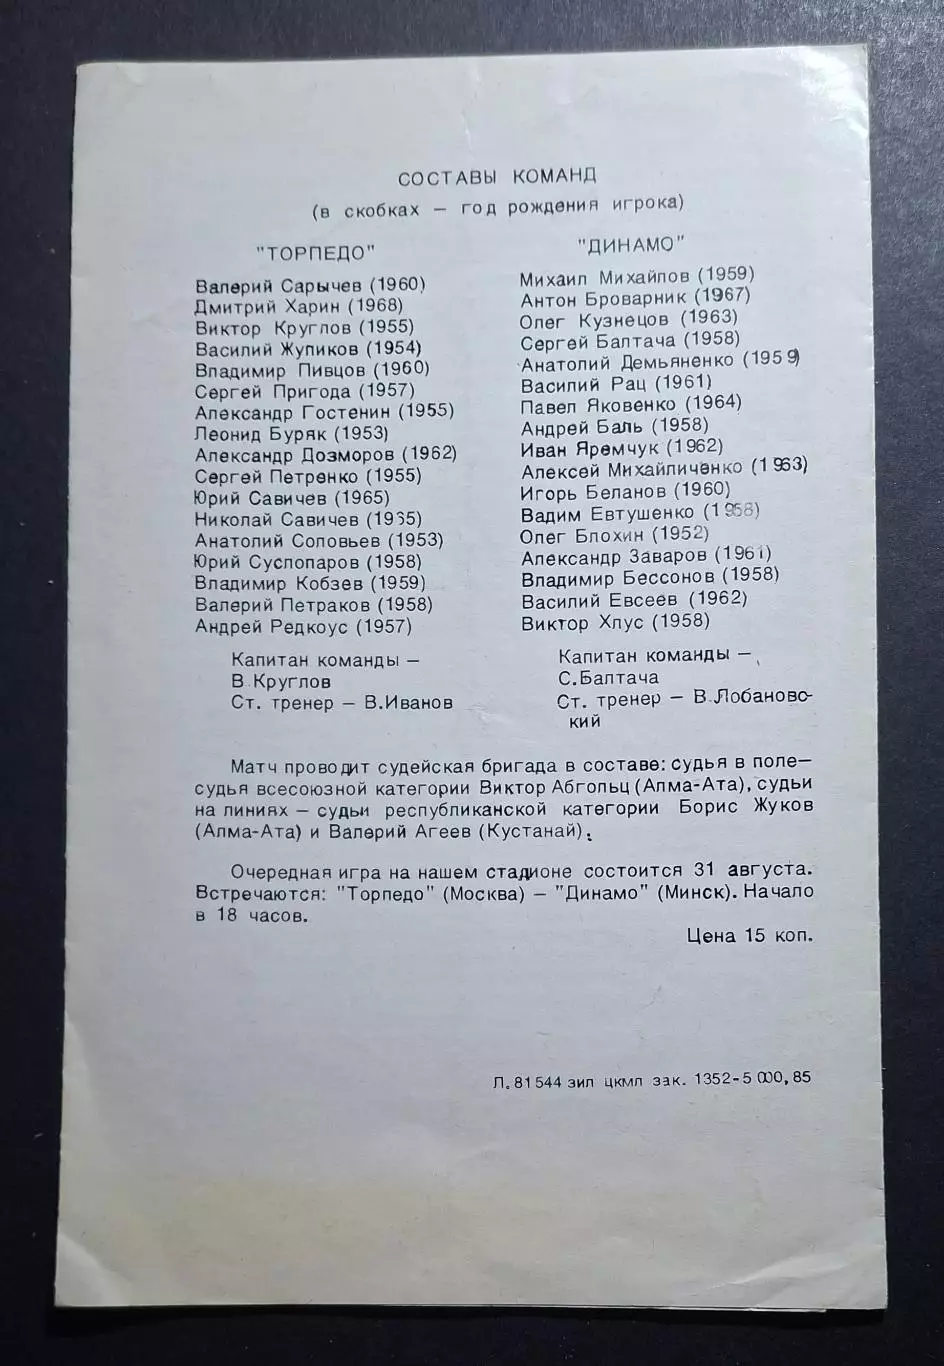 СОСТАВЫ КОМАНД
(в скобках — год рождения игрока)
"ТОРПЕДО"
Валерий Сарычев (1960)
Дмитрий Харин (1968)
Виктор Круглов (1955)
Василий Жупиков (1954)
Владимир Пивцов (1960)
Сергей Пригода (1957)
Александр Гостенин (1955)
Леонид Буряк (1953)
Александр Дозморов (1962)
Сергей Петренко (1955)
Юрий Савичев (1965)
Николай Савичев (1965)
Анатолий Соловьев (1953)
Юрий Суслопаров (1958)
Владимир Кобзев (1959)
Валерий Петраков (1958)
Андрей Редкоус (1957)
Капитан команды —
В.Круглов
Ст. тренер — В.Иванов
"ДИНАМО"
Михаил Михайлов (1959)
Антон Броварник (1967)
Олег Кузнецов (1963)
Сергей Балтача (1958)
Анатолий Демьяненко (1959)
Василий Рац (1961)
Павел Яковенко (1964)
Андрей Баль (1958)
Иван Яремчук (1962)
Алексей Михайличенко (1963)
Игорь Беланов (1960)
Вадим Евтушенко (1958)
Олег Блохин (1952)
Александр Заваров (1961)
Владимир Бессонов (1958)
Василий Евсеев (1962)
Виктор Хлус (1958)
Капитан команды —
С.Балтача
Ст. тренер — В.Лобановс-
кий
Матч проводит судейская бригада в составе: судья в поле—
судья всесоюзной категории Виктор Абгольц (Алма-Ата), судьи
на линиях — судьи республиканской категории Борис Жуков
(Алма-Ата) и Валерий Агеев (Кустанай).
Очередная игра на нашем стадионе состоится 31 августа.
Встречаются: "Торпедо" (Москва) — "Динамо" (Минск). Начало
в 18 часов.
Цена 15 коп.
Л.81544 зил цкмл зак. 1352-5 000, 85